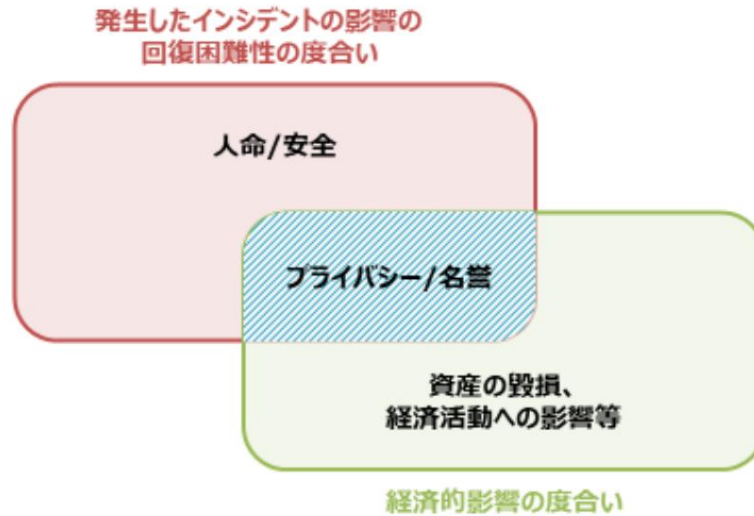 発生したインシデントの影響の
回復困難性の度合い
人命/安全
プライバシー/名誉
資産の毀損、
経済活動への影響等
経済的影響の度合い